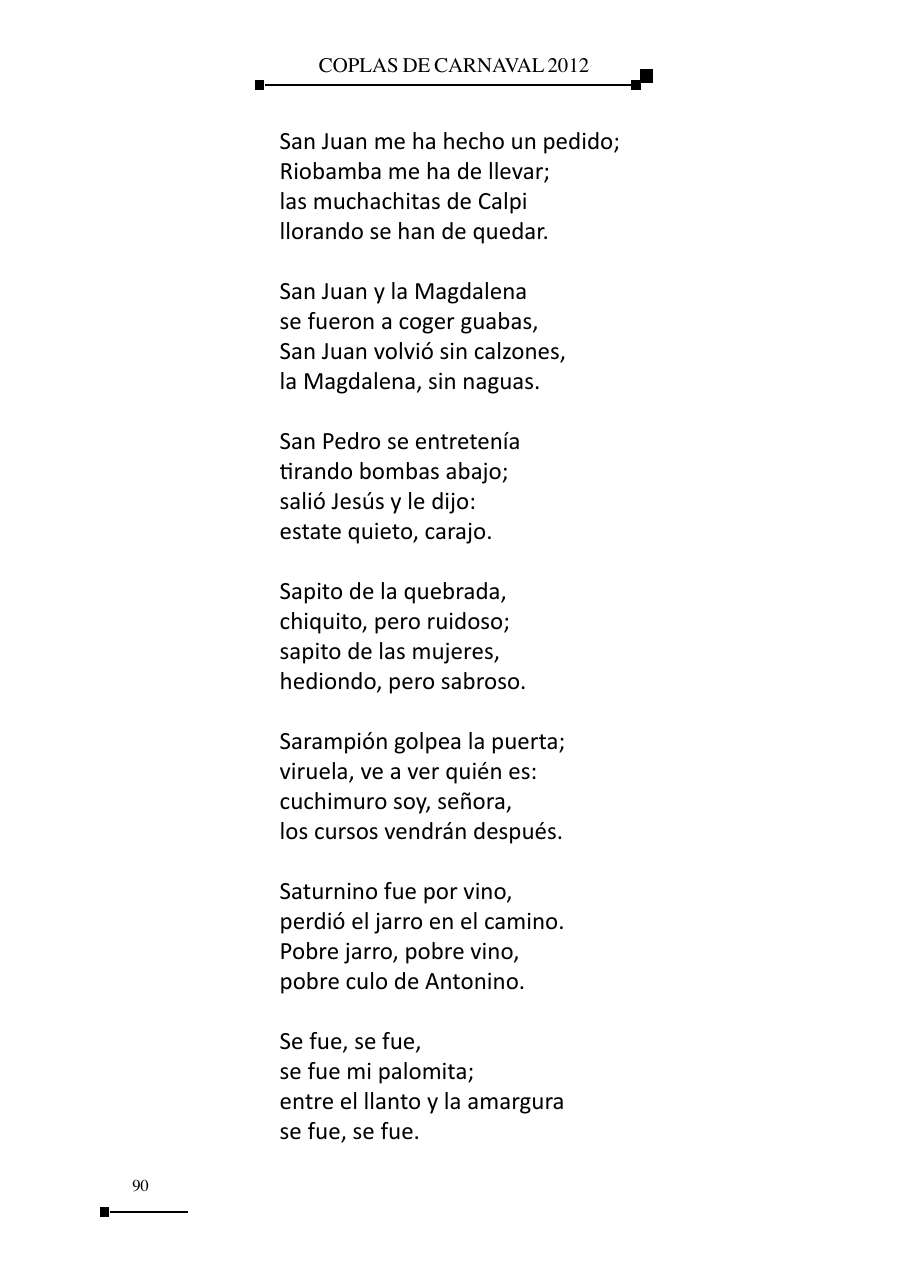 COPLAS DE CARNAVAL 2012
San Juan me ha hecho un pedido;
Riobamba me ha de llevar;
las muchachitas de Calpi
llorando se han de quedar.
San Juan y la Magdalena
se fueron a coger guabas,
San Juan volvió sin calzones,
la Magdalena, sin naguas.
San Pedro se entretenía
tirando bombas abajo;
salió Jesús y le dijo:
estate quieto, carajo.
Sapito de la quebrada,
chiquito, pero ruidoso;
sapito de las mujeres,
hediondo, pero sabroso.
Sarampión golpea la puerta;
viruela, ve a ver quién es:
cuchimuro soy, señora,
los cursos vendrán después.
Saturnino fue por vino,
perdió el jarro en el camino.
Pobre jarro, pobre vino,
pobre culo de Antonino.
Se fue, se fue,
se fue mi palomita;
entre el llanto y la amargura
se fue, se fue.
90